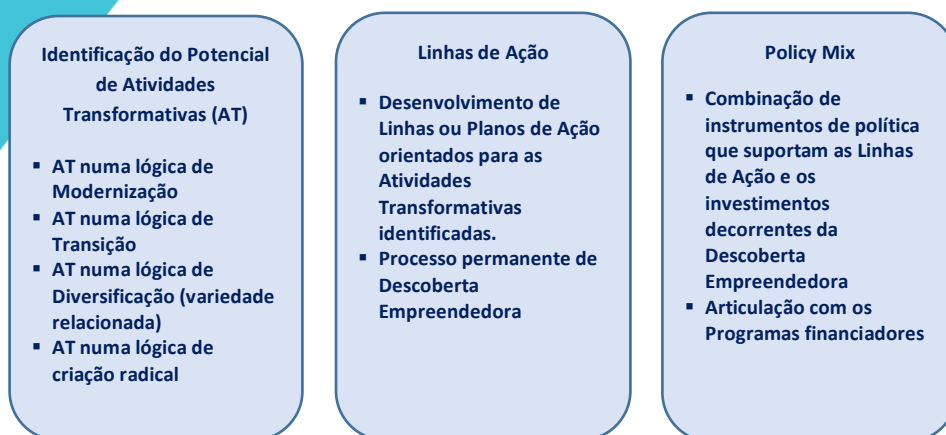 Identificação do Potencial
de Atividades
Transformativas (AT)
▪ AT numa lógica de
Modernização
▪ AT numa lógica de
Transição
▪ AT numa lógica de
Diversificação (variedade
relacionada)
▪ AT numa lógica de
criação radical
Linhas de Ação
▪ Desenvolvimento de
Linhas ou Planos de Ação
orientados para as
Atividades
Transformativas
identificadas.
▪ Processo permanente de
Descoberta
Empreendedora
Policy Mix
▪ Combinação de
instrumentos de política
que suportam as Linhas
de Ação e os
investimentos
decorrentes da
Descoberta
Empreendedora
▪ Articulação com os
Programas financiadores